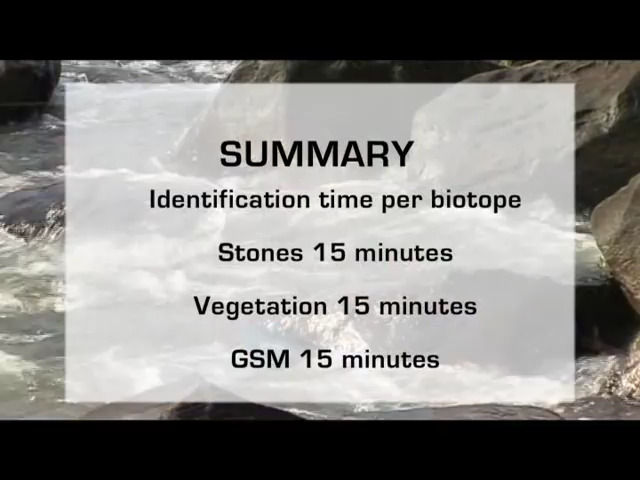 SUMMARY
Identification time per biotope
Stones 15 minutes
Vegetation 15 minutes
GSM 15 minutes